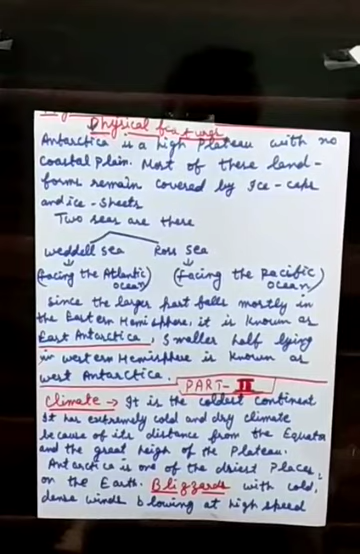 Physical features
Antarctica is a high Plateau with no
coastal Plain. Most of these land-
forms remain covered by Ice-caps
and ice-sheets
Two seas are there
weddell sea Ross sea
(facing the Atlantic ocean) (facing the Pacific ocean)
Since the larger part falls mostly in
the Eastern Hemisphere, it is known as
East Antarctica, Smaller half lying
in western Hemisphere is known as
west Antarctica.
PART-II
Climate → It is the coldest continent
It has extremely cold and dry climate
because of its distance from the Equator
and the great heigh of the Plateau.
Antarctica is one of the driest Places,
on the Earth. Blizzards with cold,
dense winds blowing at high speed